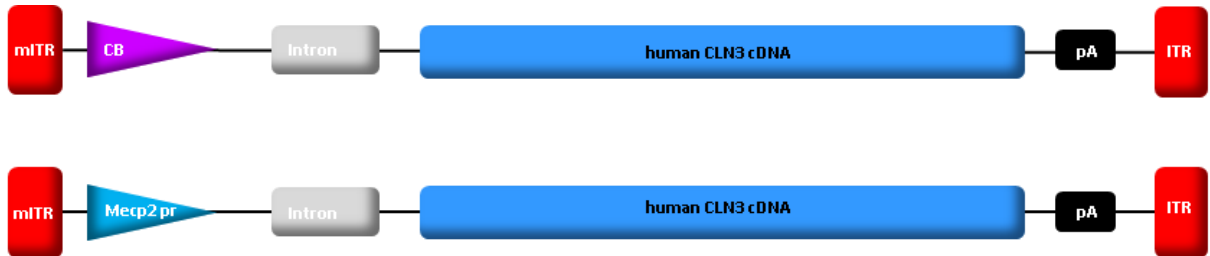 mITR CB Intron human CLN3 cDNA pA ITR
mITR Mecp2 pr Intron human CLN3 cDNA pA ITR